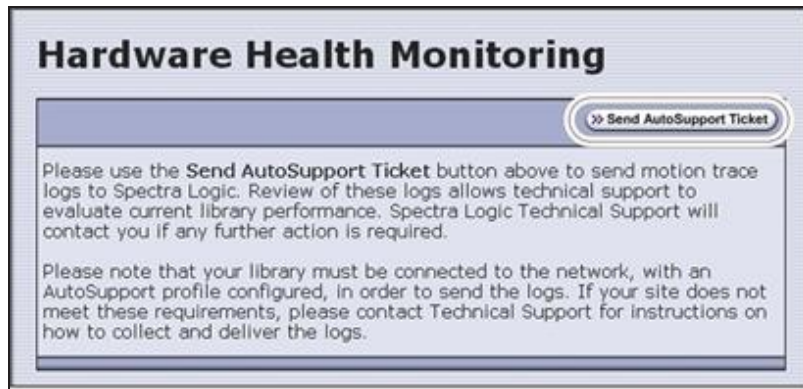 Hardware Health Monitoring
>> Send AutoSupport Ticket
Please use the Send AutoSupport Ticket button above to send motion trace
logs to Spectra Logic. Review of these logs allows technical support to
evaluate current library performance. Spectra Logic Technical Support will
contact you if any further action is required.
Please note that your library must be connected to the network, with an
AutoSupport profile configured, in order to send the logs. If your site does not
meet these requirements, please contact Technical Support for instructions on
how to collect and deliver the logs.